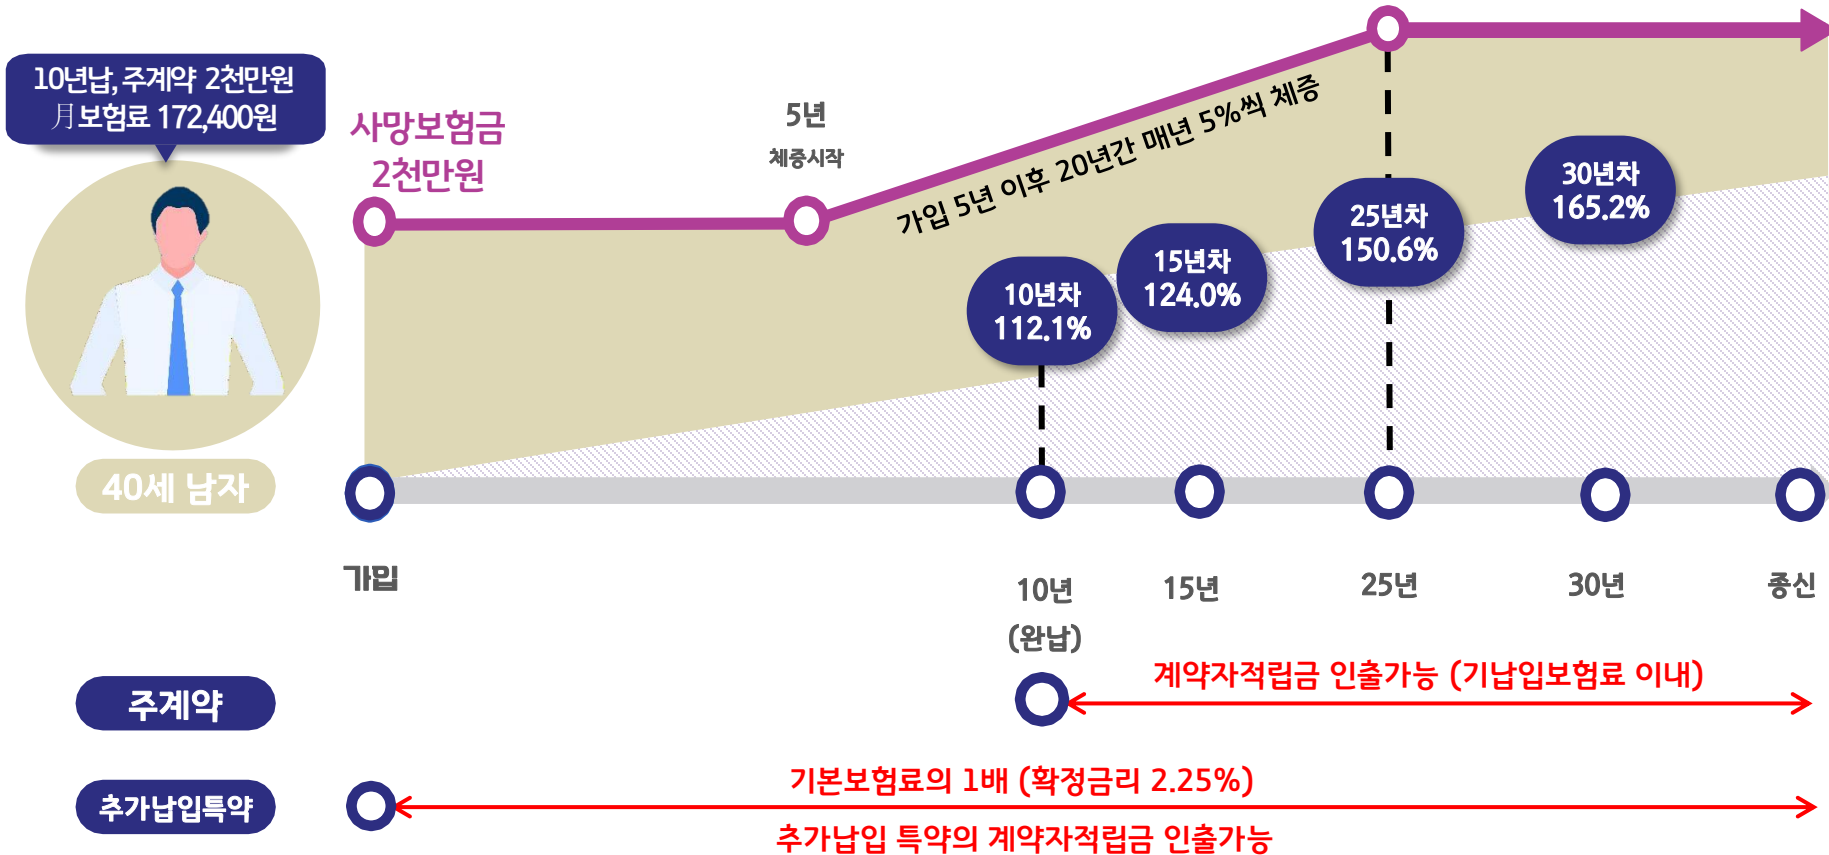 10년납, 주계약 2천만원
月보험료 172,400원
40세 남자
사망보험금
2천만원
5년
체증시작
가입 5년 이후 20년간 매년 5%씩 체증
10년차
112.1%
15년차
124.0%
25년차
150.6%
30년차
165.2%
가입
10년
(완납)
15년
25년
30년
종신
주계약
계약자적립금 인출가능 (기납입보험료 이내)
추가납입특약
기본보험료의 1배 (확정금리 2.25%)
추가납입 특약의 계약자적립금 인출가능